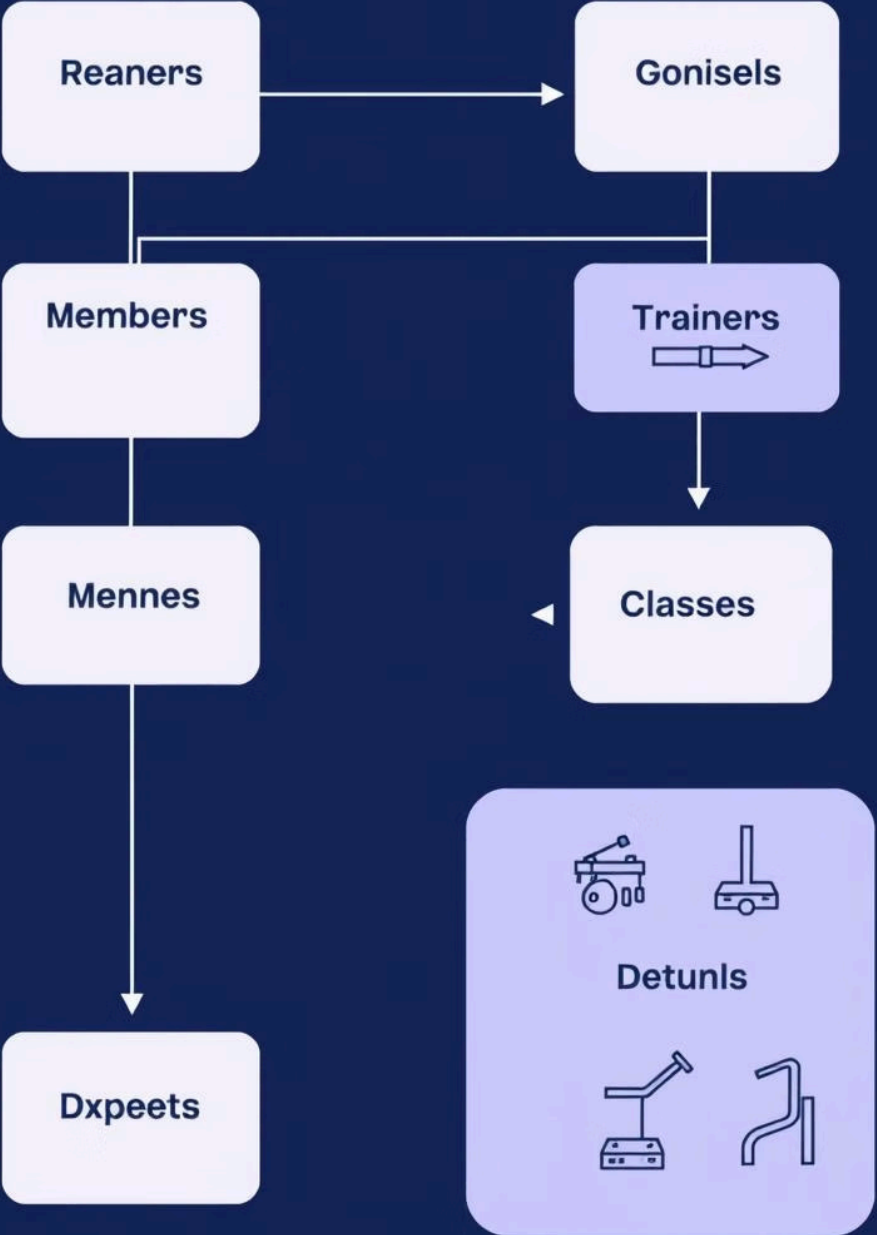 Reaners
Gonisels
Members
Trainers
Mennes
Classes
Detunls
Dxpeets